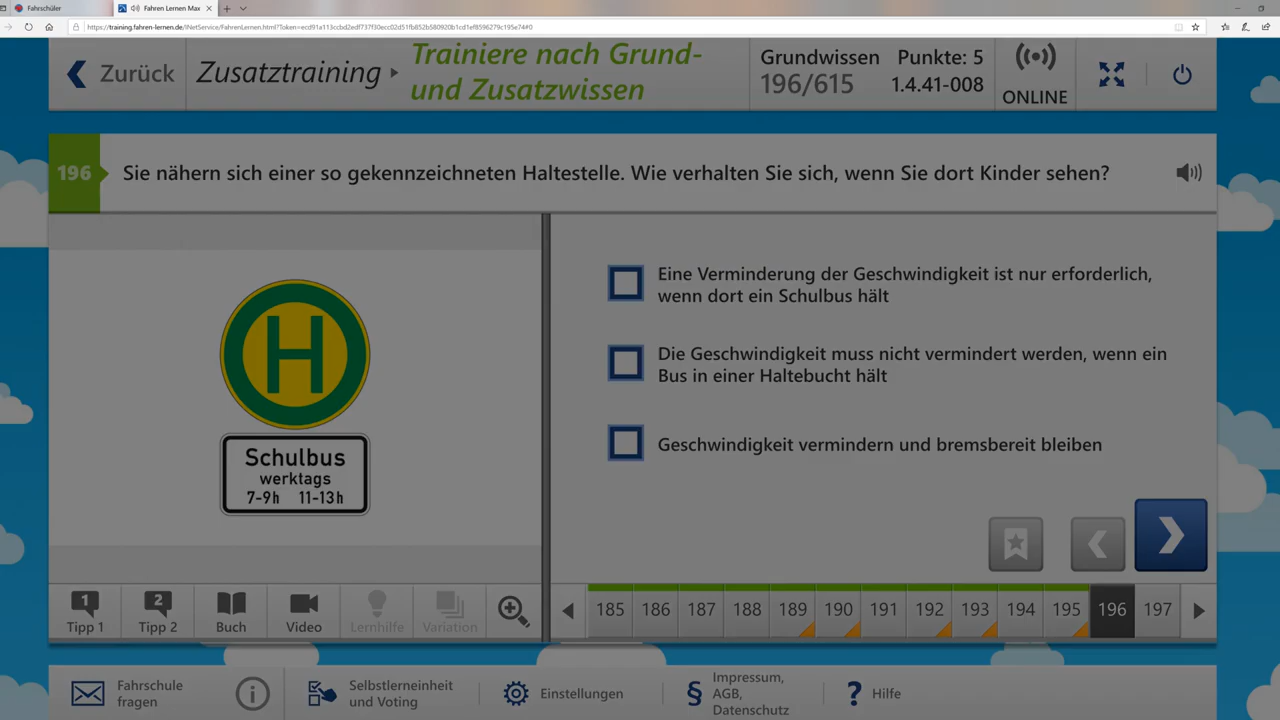 Fahrschüler
Fahren Lernen Max
https://training.fahren-lernen.de/INetService/FahrenLernen.html?Token=ecd91a113ccbd2edf737f30ecc02d51fb852b580920b1cd1ef8596279c195e74#0
Zurück
Zusatztraining
Trainiere nach Grund-
und Zusatzwissen
Grundwissen
196/615
Punkte: 5
1.4.41-008
ONLINE
196
Sie nähern sich einer so gekennzeichneten Haltestelle. Wie verhalten Sie sich, wenn Sie dort Kinder sehen?
H
Schulbus
werktags
7-9h 11-13h
Eine Verminderung der Geschwindigkeit ist nur erforderlich,
wenn dort ein Schulbus hält
Die Geschwindigkeit muss nicht vermindert werden, wenn ein
Bus in einer Haltebucht hält
Geschwindigkeit vermindern und bremsbereit bleiben
1
Tipp 1
2
Tipp 2
Buch
Video
Lernhilfe
Variation
185 186 187 188 189 190 191 192 193 194 195 196 197
Fahrschule
fragen
Selbstlerneinheit
und Voting
Einstellungen
§
Impressum,
AGB,
Datenschutz
? Hilfe